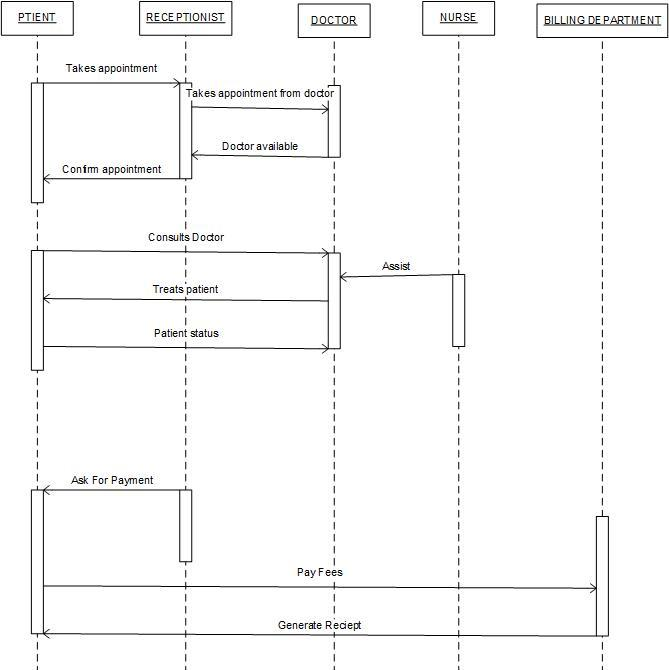 PTIENT
RECEPTIONIST
DOCTOR
NURSE
BILLING DEPARTMENT
Takes appointment
Takes appointment from doctor
Doctor available
Confirm appointment
Consults Doctor
Assist
Treats patient
Patient status
Ask For Payment
Pay Fees
Generate Reciept